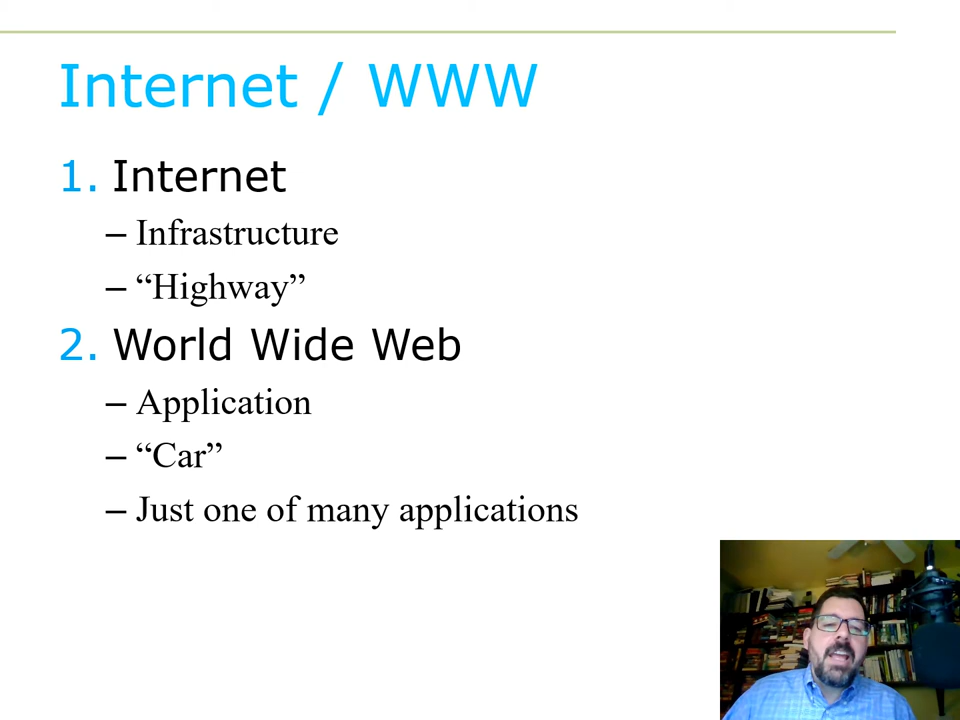 Internet / WWW
1. Internet
– Infrastructure
– “Highway”
2. World Wide Web
– Application
– “Car”
– Just one of many applications